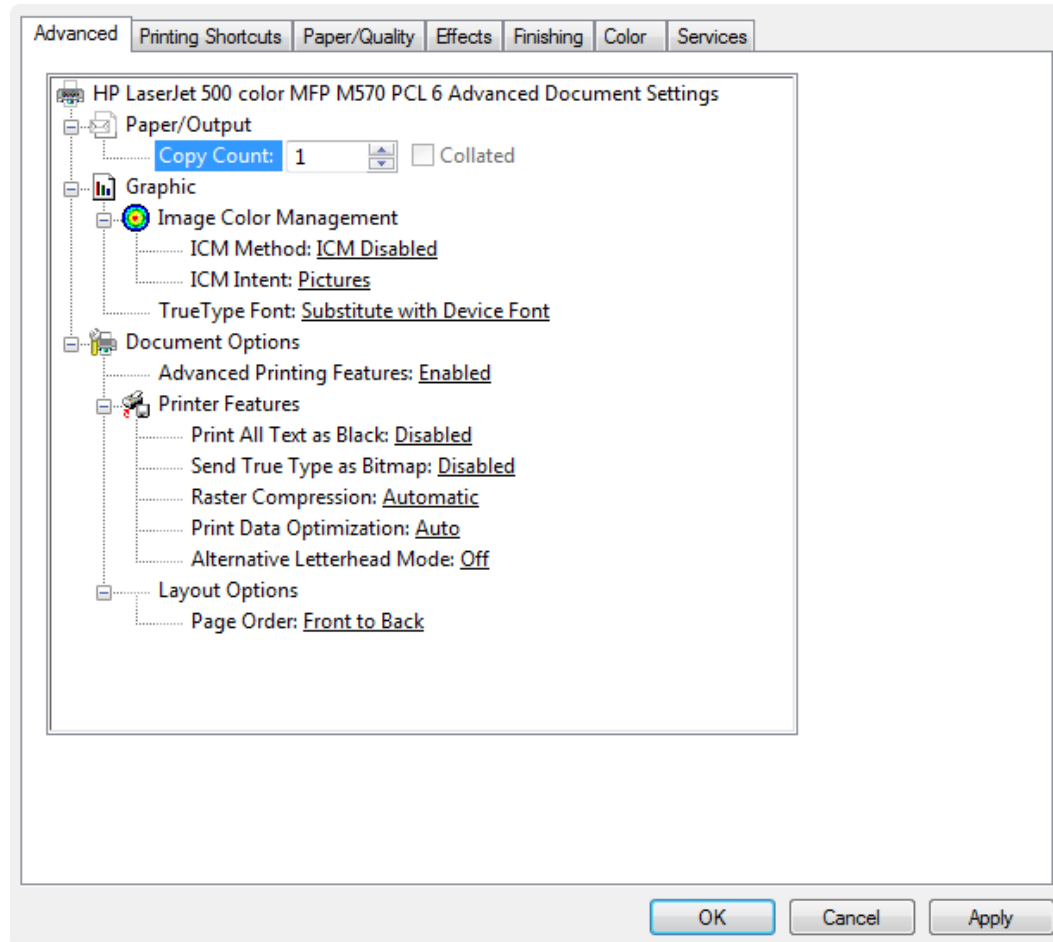 Advanced Printing Shortcuts Paper/Quality Effects Finishing Color Services
HP LaserJet 500 color MFP M570 PCL 6 Advanced Document Settings
Paper/Output
Copy Count: 1 Collated
Graphic
Image Color Management
ICM Method: ICM Disabled
ICM Intent: Pictures
TrueType Font: Substitute with Device Font
Document Options
Advanced Printing Features: Enabled
Printer Features
Print All Text as Black: Disabled
Send True Type as Bitmap: Disabled
Raster Compression: Automatic
Print Data Optimization: Auto
Alternative Letterhead Mode: Off
Layout Options
Page Order: Front to Back
OK Cancel Apply